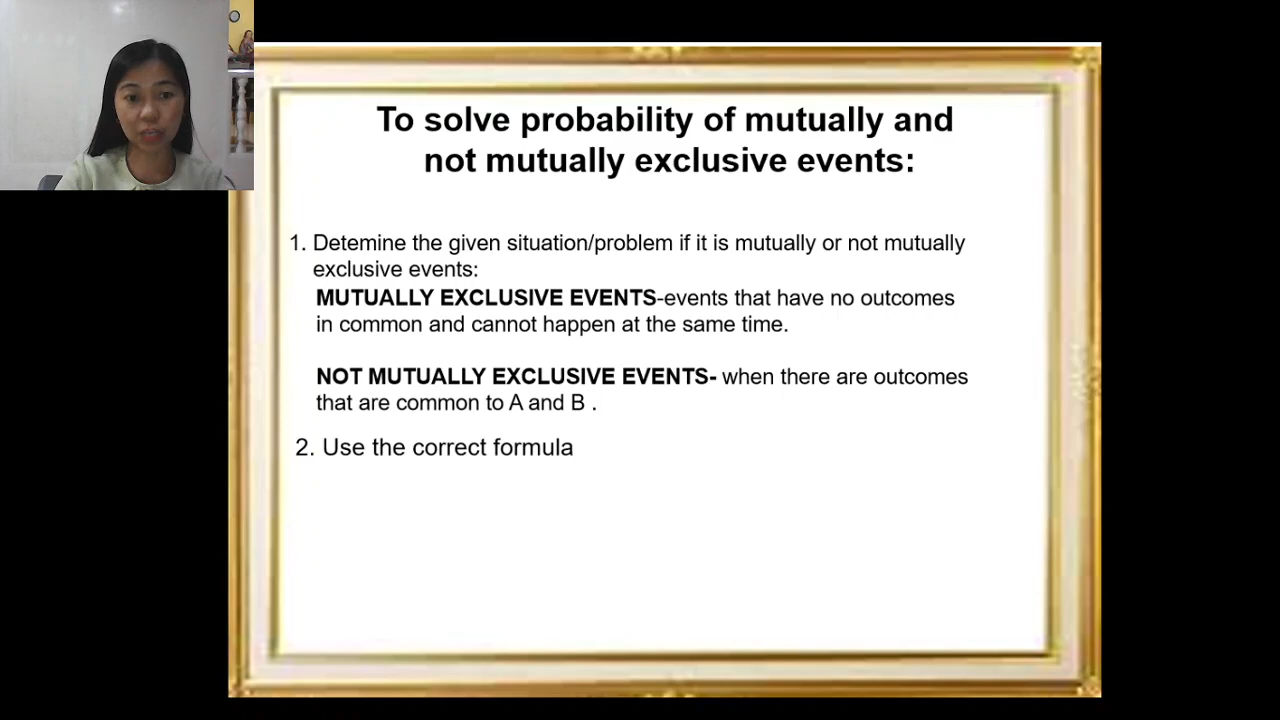 To solve probability of mutually and
not mutually exclusive events:
1. Detemine the given situation/problem if it is mutually or not mutually
exclusive events:
MUTUALLY EXCLUSIVE EVENTS-events that have no outcomes
in common and cannot happen at the same time.
NOT MUTUALLY EXCLUSIVE EVENTS- when there are outcomes
that are common to A and B .
2. Use the correct formula